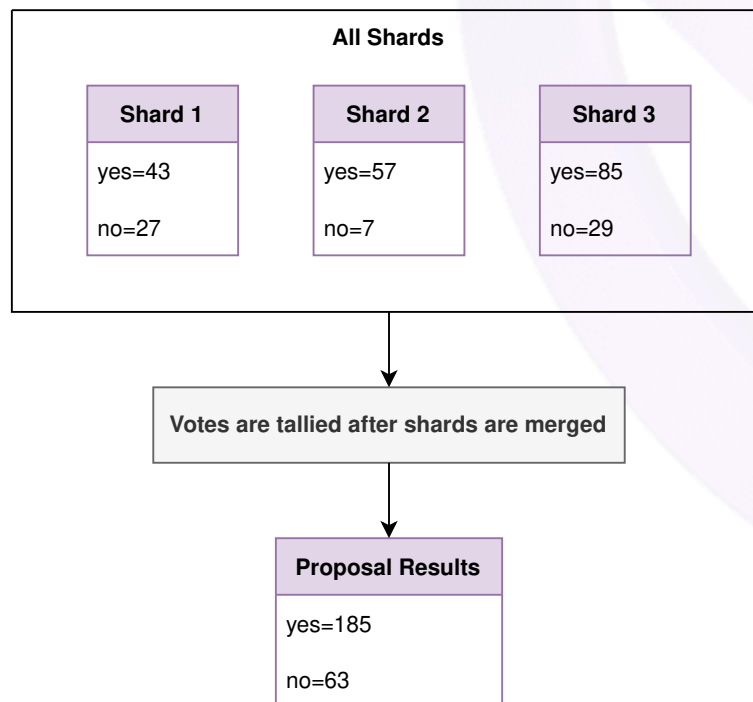 All Shards
Shard 1
yes=43
no=27
Shard 2
yes=57
no=7
Shard 3
yes=85
no=29
Votes are tallied after shards are merged
Proposal Results
yes=185
no=63